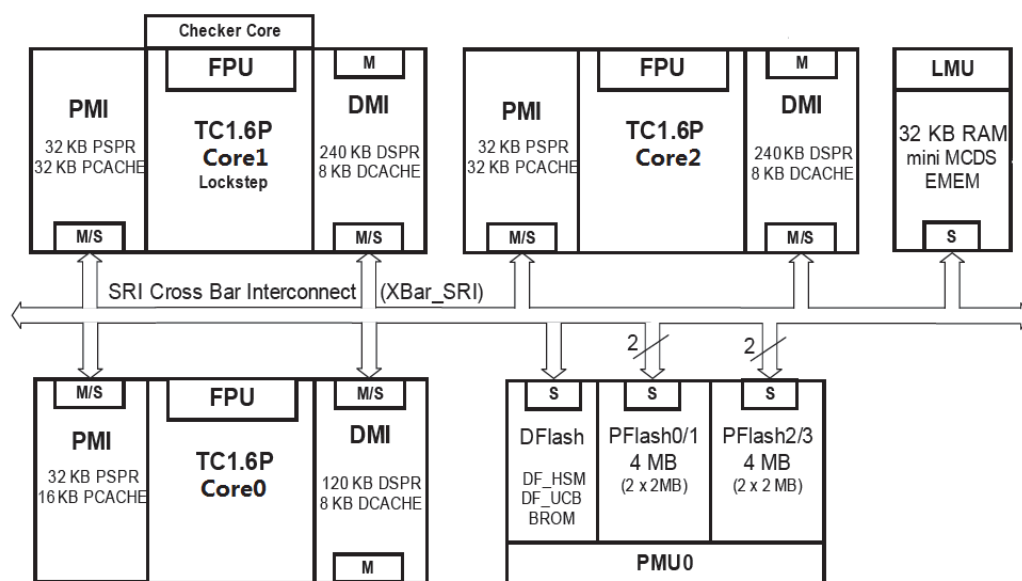 Checker Core
PMI
32 KB PSPR
32 KB PCACHE
M/S
FPU
TC1.6P
Core1
Lockstep
M
DMI
240 KB DSPR
8 KB DCACHE
M/S
PMI
32 KB PSPR
32 KB PCACHE
M/S
FPU
TC1.6P
Core2
M
DMI
240 KB DSPR
8 KB DCACHE
M/S
LMU
32 KB RAM
mini MCDS
EMEM
S
SRI Cross Bar Interconnect (XBar_SRI)
2
2
M/S
PMI
32 KB PSPR
16 KB PCACHE
FPU
TC1.6P
Core0
M/S
DMI
120 KB DSPR
8 KB DCACHE
M
S
DFlash
DF_HSM
DF_UCB
BROM
S
PFlash0/1
4 MB
(2 x 2MB)
S
PFlash2/3
4 MB
(2 x 2 MB)
PMU0